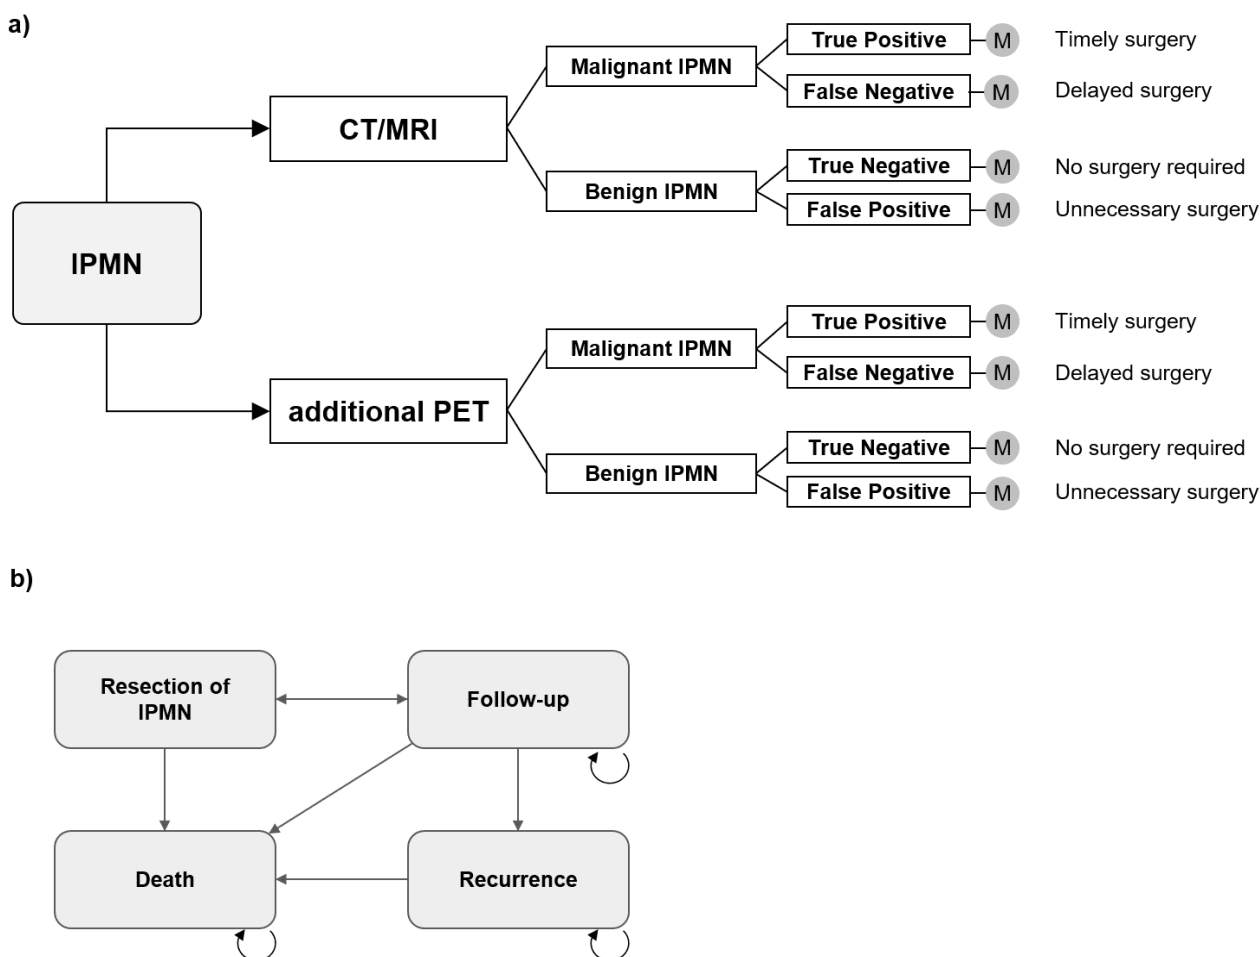 a)
IPMN
CT/MRI
Malignant IPMN
True Positive
M
Timely surgery
False Negative
M
Delayed surgery
Benign IPMN
True Negative
M
No surgery required
False Positive
M
Unnecessary surgery
additional PET
Malignant IPMN
True Positive
M
Timely surgery
False Negative
M
Delayed surgery
Benign IPMN
True Negative
M
No surgery required
False Positive
M
Unnecessary surgery
b)
Resection of
IPMN
Follow-up
Death
Recurrence